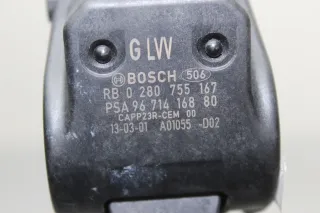 GLW
BOSCH 506
RB 0 280 755 167
PSA 96 714 168 80
CAPP23R-CEM 00
13-03-01 A01055 -D02